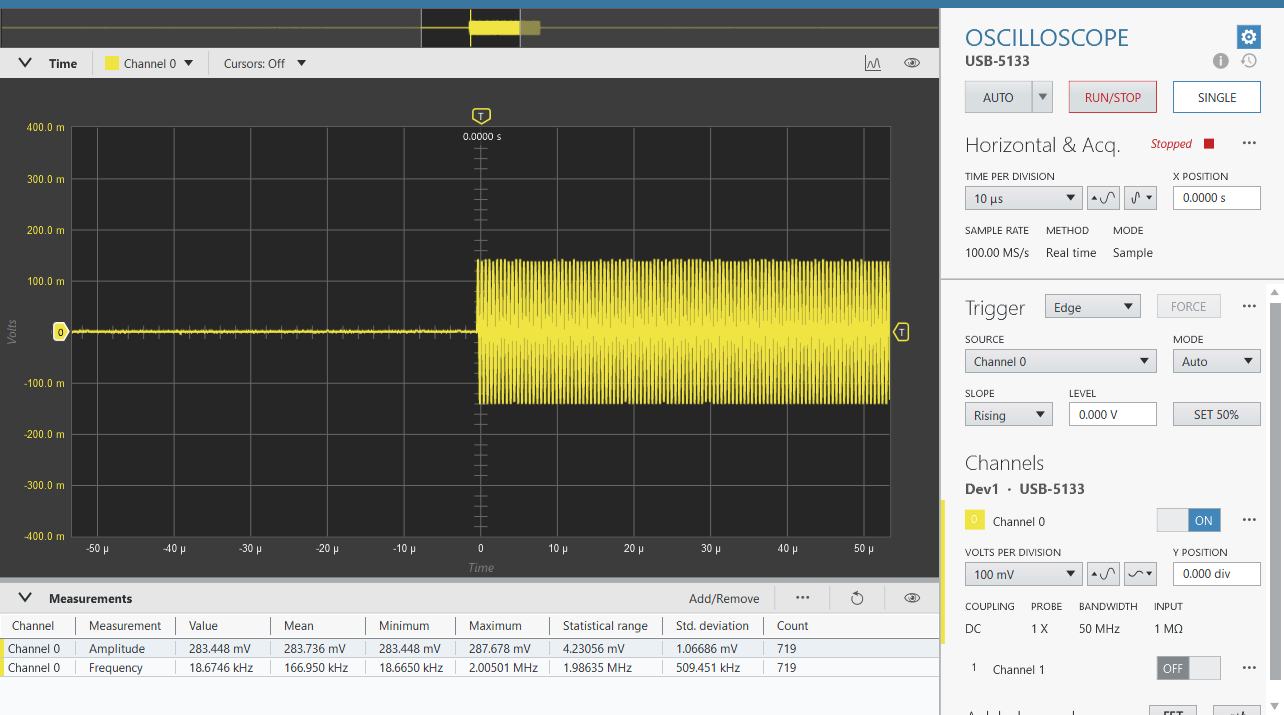 Time
Channel 0
Cursors: Off
T
0.0000 s
400.0 m
300.0 m
200.0 m
100.0 m
0
T
-100.0 m
-200.0 m
-300.0 m
-400.0 m
Volts
-50 µ -40 µ -30 µ -20 µ -10 µ 0 10 µ 20 µ 30 µ 40 µ 50 µ
Time
Measurements
Add/Remove
Channel Measurement Value Mean Minimum Maximum Statistical range Std. deviation Count
Channel 0 Amplitude 283.448 mV 283.736 mV 283.448 mV 287.678 mV 4.23056 mV 1.06686 mV 719
Channel 0 Frequency 18.6746 kHz 166.950 kHz 18.6650 kHz 2.00501 MHz 1.98635 MHz 509.451 kHz 719
OSCILLOSCOPE
USB-5133
AUTO RUN/STOP SINGLE
Horizontal & Acq. Stopped
TIME PER DIVISION X POSITION
10 µs 0.0000 s
SAMPLE RATE METHOD MODE
100.00 MS/s Real time Sample
Trigger Edge FORCE
SOURCE MODE
Channel 0 Auto
SLOPE LEVEL
Rising 0.000 V SET 50%
Channels
Dev1 · USB-5133
0 Channel 0 ON
VOLTS PER DIVISION Y POSITION
100 mV 0.000 div
COUPLING PROBE BANDWIDTH INPUT
DC 1 X 50 MHz 1 MΩ
1 Channel 1 OFF